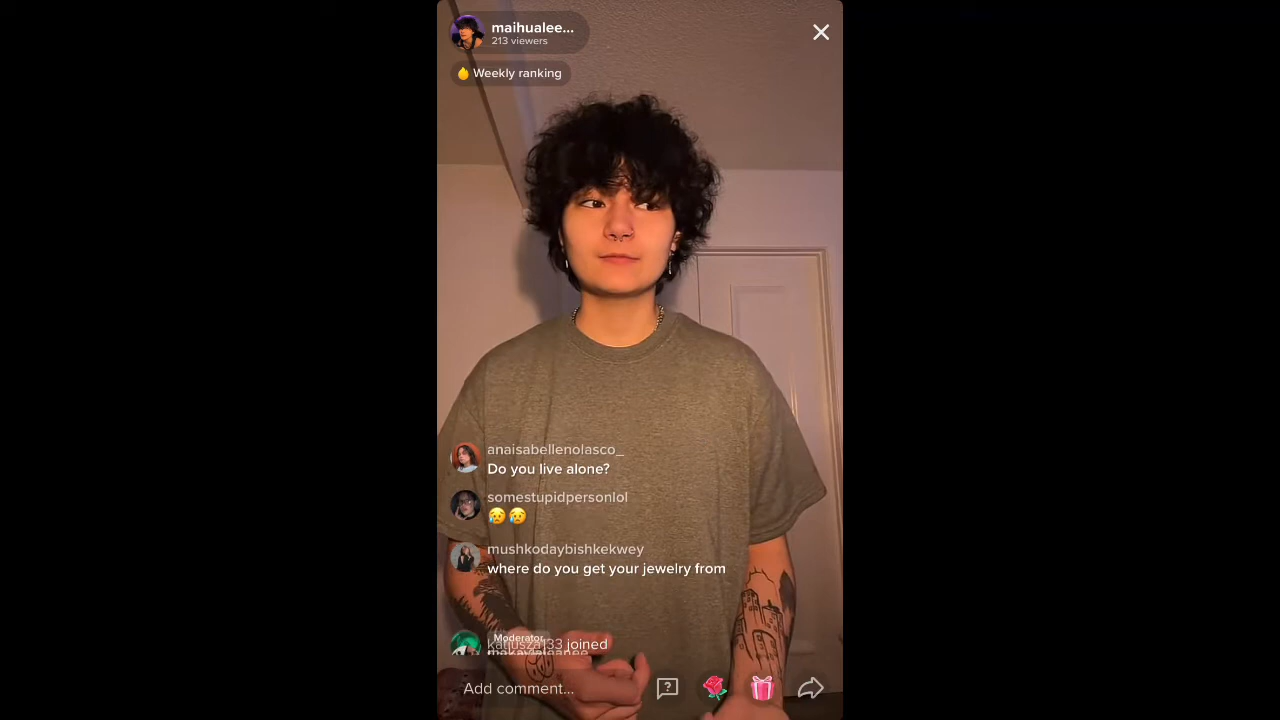 maihualee...
213 viewers
Weekly ranking
anaisabellenolasco_
Do you live alone?
somestupidpersonlol
mushkodaybishkekwey
where do you get your jewelry from
Moderator
joined
Add comment...